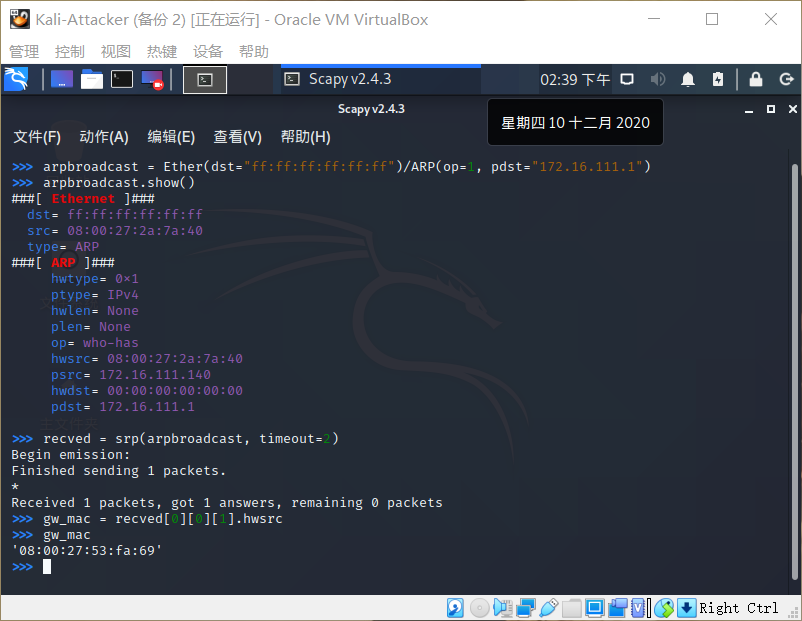 Kali-Attacker (备份 2) [正在运行] - Oracle VM VirtualBox
管理 控制 视图 热键 设备 帮助
Scapy v2.4.3 02:39 下午
Scapy v2.4.3
星期四 10 十二月 2020
文件(F) 动作(A) 编辑(E) 查看(V) 帮助(H)
>>> arpbroadcast = Ether(dst="ff:ff:ff:ff:ff:ff")/ARP(op=1, pdst="172.16.111.1")
>>> arpbroadcast.show()
###[ Ethernet ]###
dst= ff:ff:ff:ff:ff:ff
src= 08:00:27:2a:7a:40
type= ARP
###[ ARP ]###
hwtype= 0×1
ptype= IPv4
hwlen= None
plen= None
op= who-has
hwsrc= 08:00:27:2a:7a:40
psrc= 172.16.111.140
hwdst= 00:00:00:00:00:00
pdst= 172.16.111.1
>>> recved = srp(arpbroadcast, timeout=2)
Begin emission:
Finished sending 1 packets.
*
Received 1 packets, got 1 answers, remaining 0 packets
>>> gw_mac = recved[0][0][1].hwsrc
>>> gw_mac
'08:00:27:53:fa:69'
>>>
Right Ctrl